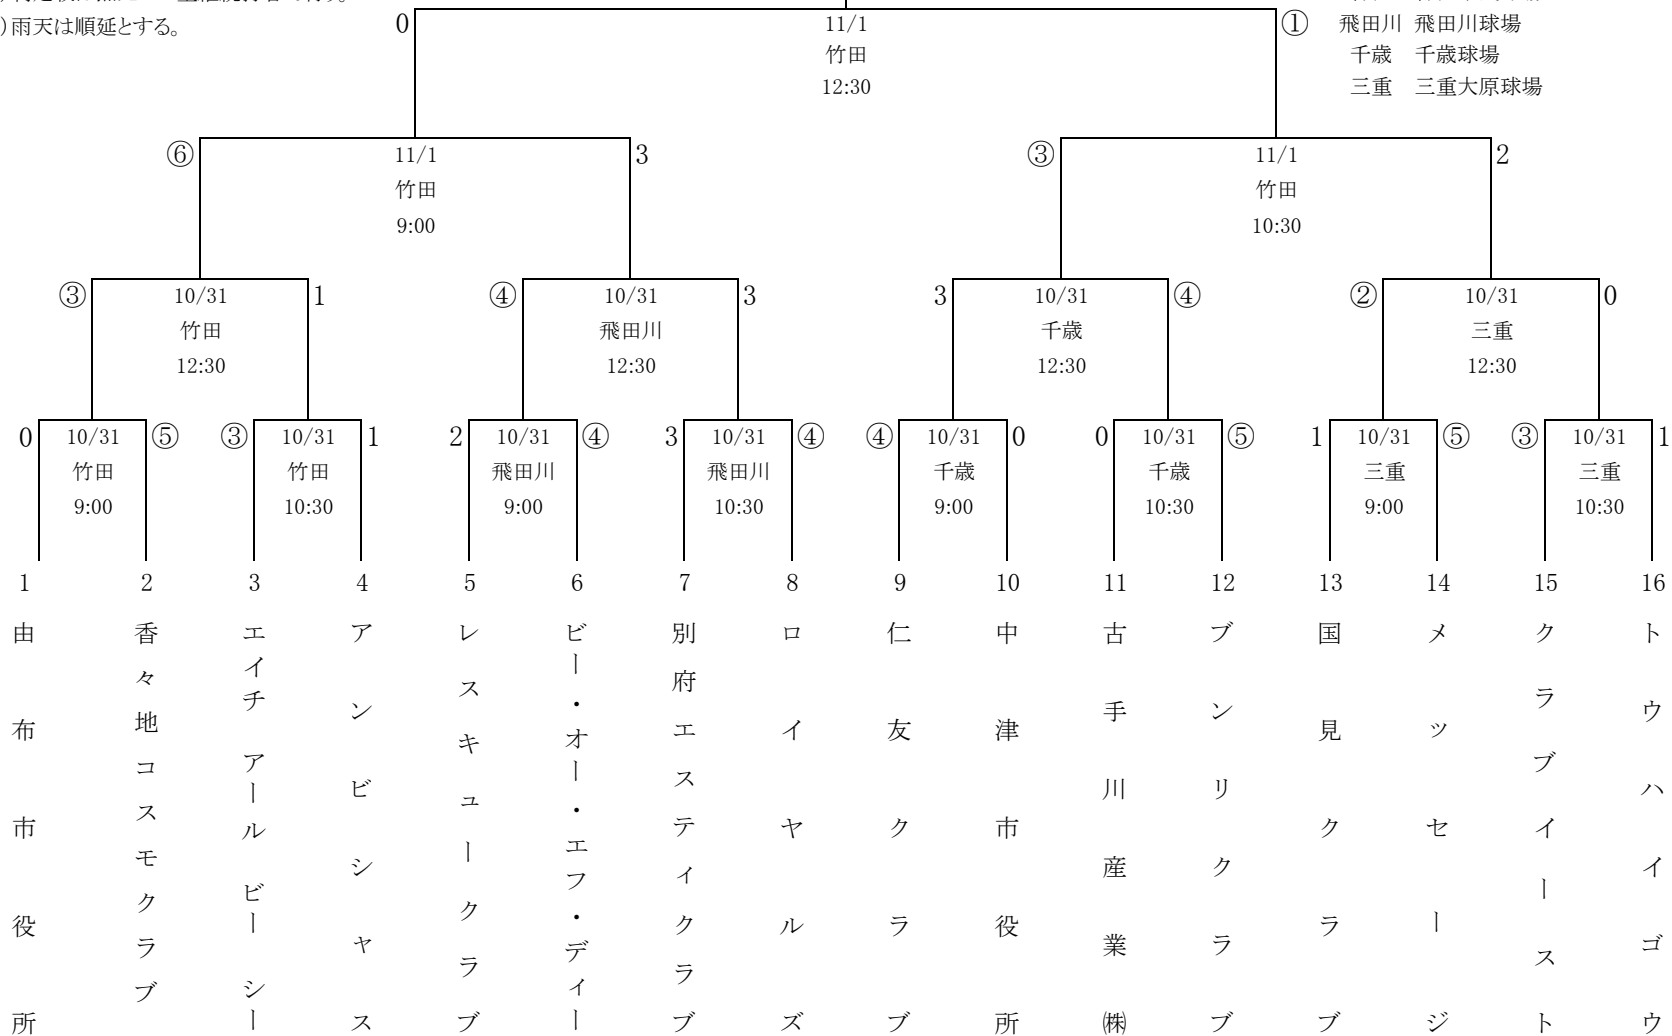 )雨天は順延とする。
飛田川 飛田川球場
千歳 千歳球場
三重 三重大原球場
0 11/1 ①
竹田
12:30
⑥ 11/1 3 ③ 11/1 2
竹田 竹田
9:00 10:30
③ 10/31 1 ④ 10/31 3 3 10/31 ④ ② 10/31 0
竹田 飛田川 千歳 三重
12:30 12:30 12:30 12:30
0 10/31 ⑤ ③ 10/31 1 2 10/31 ④ 3 10/31 ④ ④ 10/31 0 0 10/31 ⑤ 1 10/31 ⑤ ③ 10/31 1
竹田 竹田 飛田川 飛田川 千歳 千歳 三重 三重
9:00 10:30 9:00 10:30 9:00 10:30 9:00 10:30
1 2 3 4 5 6 7 8 9 10 11 12 13 14 15 16
由布市役所
香々地コスモクラブ
エイチ アール ビー シー
アンビシャス
レスキュークラブ
ビー・オー・エフ・ディー
別府エスティクラブ
ロイヤルズ
仁友クラブ
中津市役所
古手川産業㈱
ブンリクラブ
国見クラブ
メッセージ
クラブイースト
トウハイゴウ